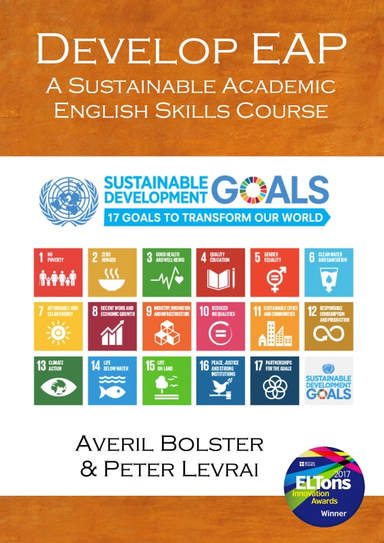 DEVELOP EAP
A SUSTAINABLE ACADEMIC
ENGLISH SKILLS COURSE
SUSTAINABLE
DEVELOPMENT
GOALS
17 GOALS TO TRANSFORM OUR WORLD
1 NO
POVERTY
2 ZERO
HUNGER
3 GOOD HEALTH
AND WELL-BEING
4 QUALITY
EDUCATION
5 GENDER
EQUALITY
6 CLEAN WATER
AND SANITATION
7 AFFORDABLE AND
CLEAN ENERGY
8 DECENT WORK AND
ECONOMIC GROWTH
9 INDUSTRY, INNOVATION
AND INFRASTRUCTURE
10 REDUCED
INEQUALITIES
11 SUSTAINABLE CITIES
AND COMMUNITIES
12 RESPONSIBLE
CONSUMPTION
AND PRODUCTION
13 CLIMATE
ACTION
14 LIFE
BELOW WATER
15 LIFE
ON LAND
16 PEACE, JUSTICE
AND STRONG
INSTITUTIONS
17 PARTNERSHIPS
FOR THE GOALS
SUSTAINABLE
DEVELOPMENT
GOALS
AVERIL BOLSTER
& PETER LEVRAI
BRITISH
COUNCIL
2017
ELTons
Innovation
Awards
Winner